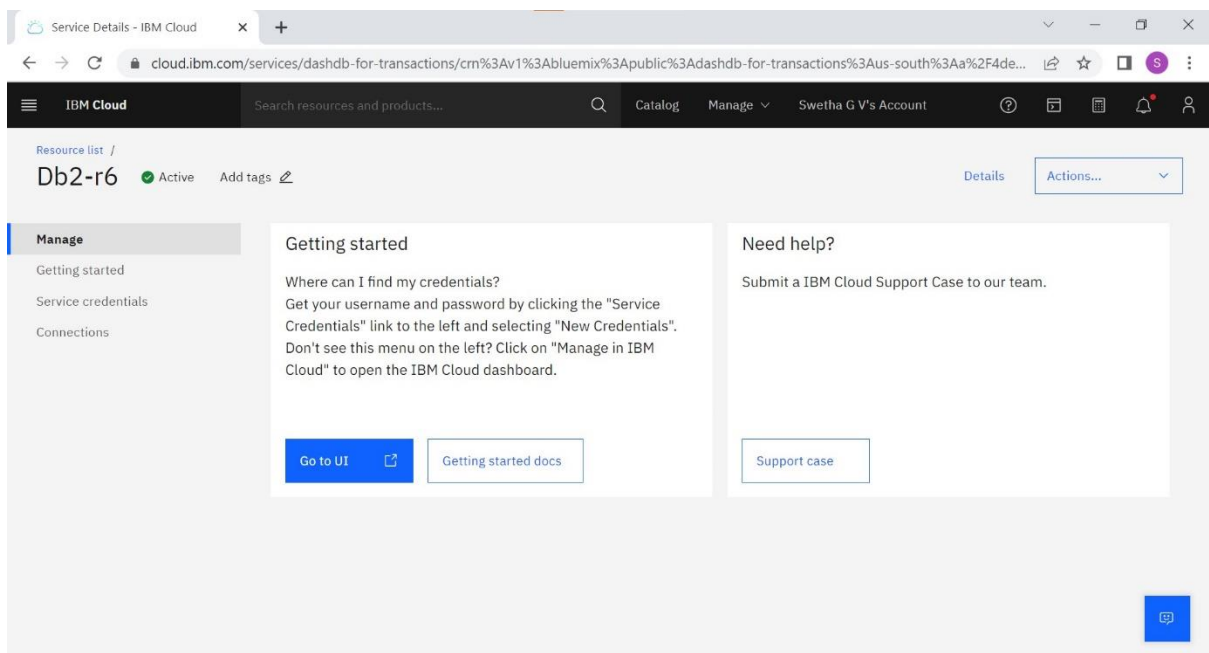 Service Details - IBM Cloud
cloud.ibm.com/services/dashdb-for-transactions/crn%3Av1%3Abluemix%3Apublic%3Adashdb-for-transactions%3Aus-south%3Aa%2F4de...
S
IBM Cloud
Search resources and products...
Catalog
Manage
Swetha G V's Account
Resource list /
Db2-r6
Active
Add tags
Details
Actions...
Manage
Getting started
Service credentials
Connections
Getting started
Where can I find my credentials?
Get your username and password by clicking the "Service
Credentials" link to the left and selecting "New Credentials".
Don't see this menu on the left? Click on "Manage in IBM
Cloud" to open the IBM Cloud dashboard.
Go to UI
Getting started docs
Need help?
Submit a IBM Cloud Support Case to our team.
Support case